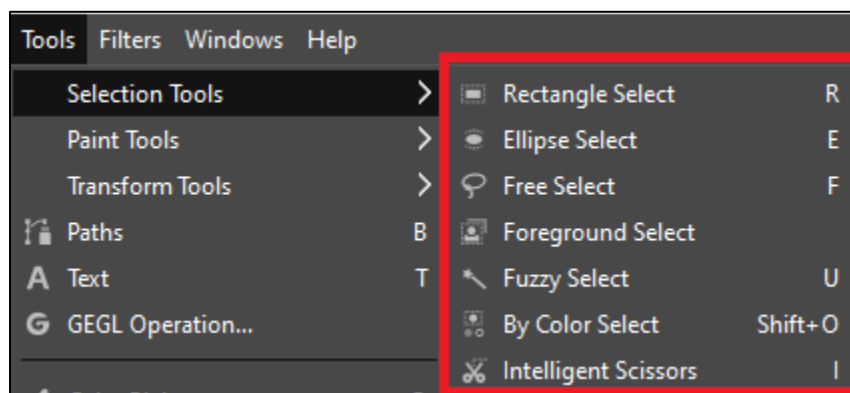 Tools Filters Windows Help
Selection Tools
Paint Tools
Transform Tools
Paths B
A Text T
G GEGL Operation...
Rectangle Select R
Ellipse Select E
Free Select F
Foreground Select
Fuzzy Select U
By Color Select Shift+O
Intelligent Scissors I